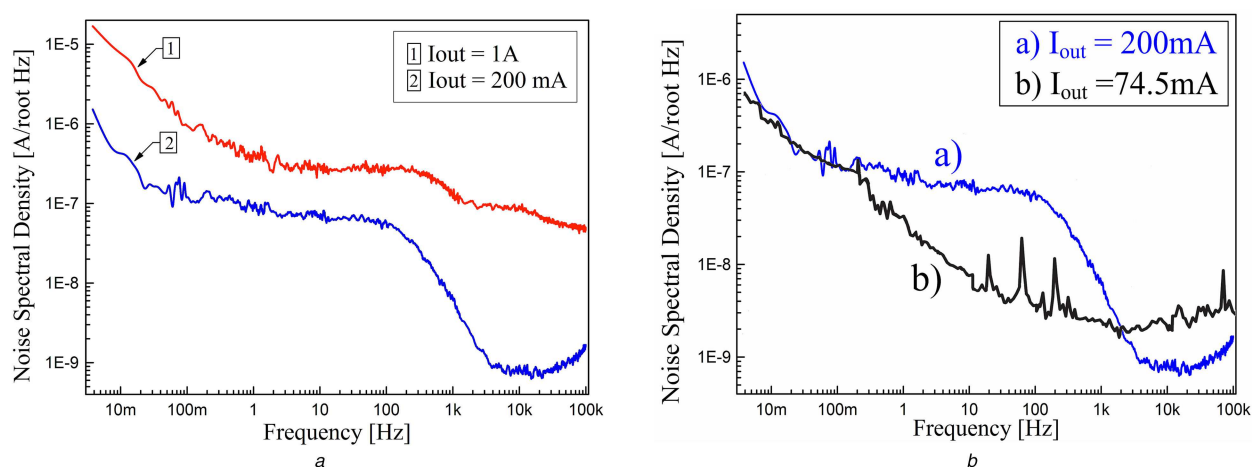 Noise Spectral Density [A/root Hz]
1E-5
1E-6
1E-7
1E-8
1E-9
1
2
1 Iout = 1A
2 Iout = 200 mA
10m 100m 1 10 100 1k 10k 100k
Frequency [Hz]
a
Noise Spectral Density [A/root Hz]
1E-6
1E-7
1E-8
1E-9
a) Iout = 200mA
b) Iout =74.5mA
a)
b)
10m 100m 1 10 100 1k 10k 100k
Frequency [Hz]
b